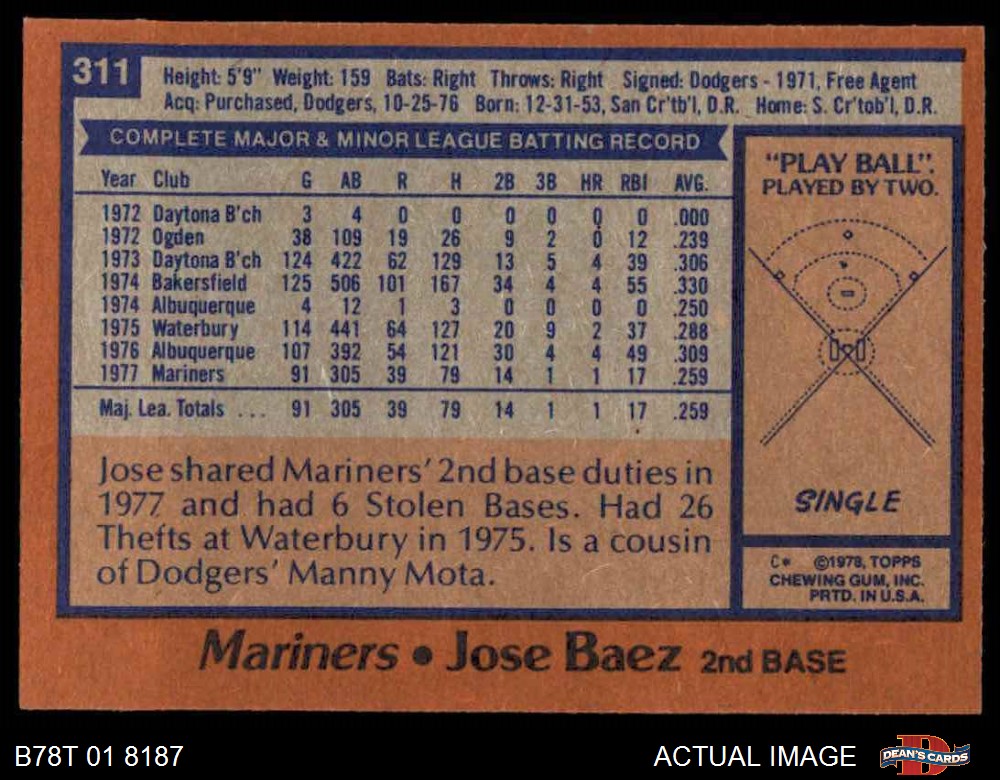 311
Height: 5'9" Weight: 159 Bats: Right Throws: Right Signed: Dodgers - 1971, Free Agent
Acq: Purchased, Dodgers, 10-25-76 Born: 12-31-53, San Cr'tb'l, D.R. Home: S. Cr'tob'l, D.R.
COMPLETE MAJOR & MINOR LEAGUE BATTING RECORD
Year Club G AB R H 2B 3B HR RBI AVG.
1972 Daytona B'ch 3 4 0 0 0 0 0 0 .000
1972 Ogden 38 109 19 26 9 2 0 12 .239
1973 Daytona B'ch 124 422 62 129 13 5 4 39 .306
1974 Bakersfield 125 506 101 167 34 4 4 55 .330
1974 Albuquerque 4 12 1 3 0 0 0 0 .250
1975 Waterbury 114 441 64 127 20 9 2 37 .288
1976 Albuquerque 107 392 54 121 30 4 4 49 .309
1977 Mariners 91 305 39 79 14 1 1 17 .259
Maj. Lea. Totals ... 91 305 39 79 14 1 1 17 .259
Jose shared Mariners' 2nd base duties in
1977 and had 6 Stolen Bases. Had 26
Thefts at Waterbury in 1975. Is a cousin
of Dodgers' Manny Mota.
"PLAY BALL".
PLAYED BY TWO.
SINGLE
C* ©1978, TOPPS
CHEWING GUM, INC.
PRTD. IN U.S.A.
Mariners • Jose Baez 2nd BASE
B78T 01 8187
ACTUAL IMAGE
D
DEAN'S CARDS